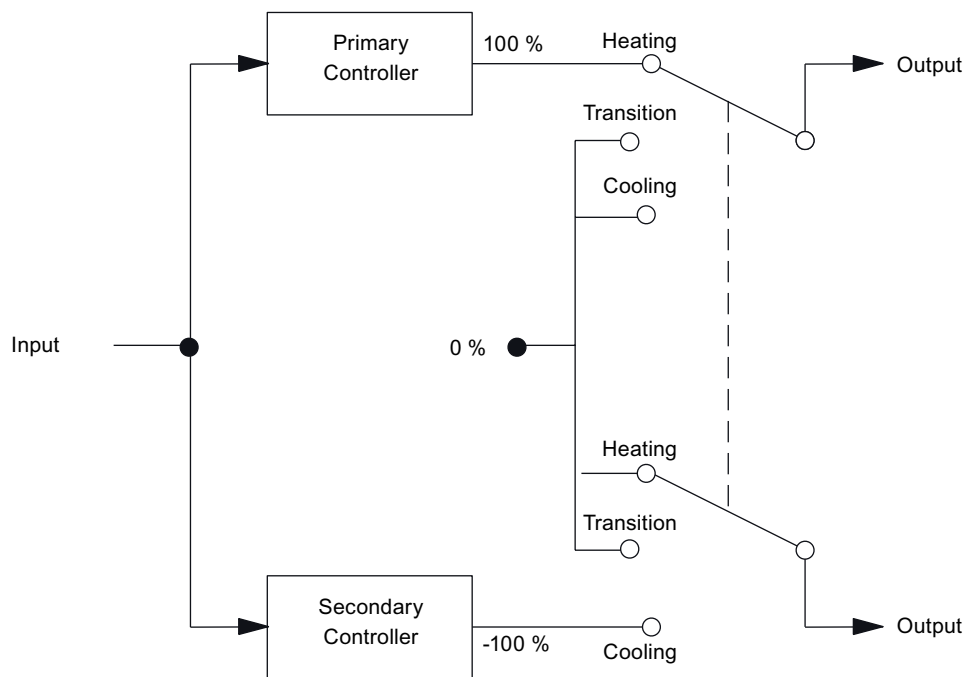 Primary
Controller
100 %
Heating
Output
Transition
Cooling
Input
0 %
Heating
Transition
Secondary
Controller
-100 %
Cooling
Output